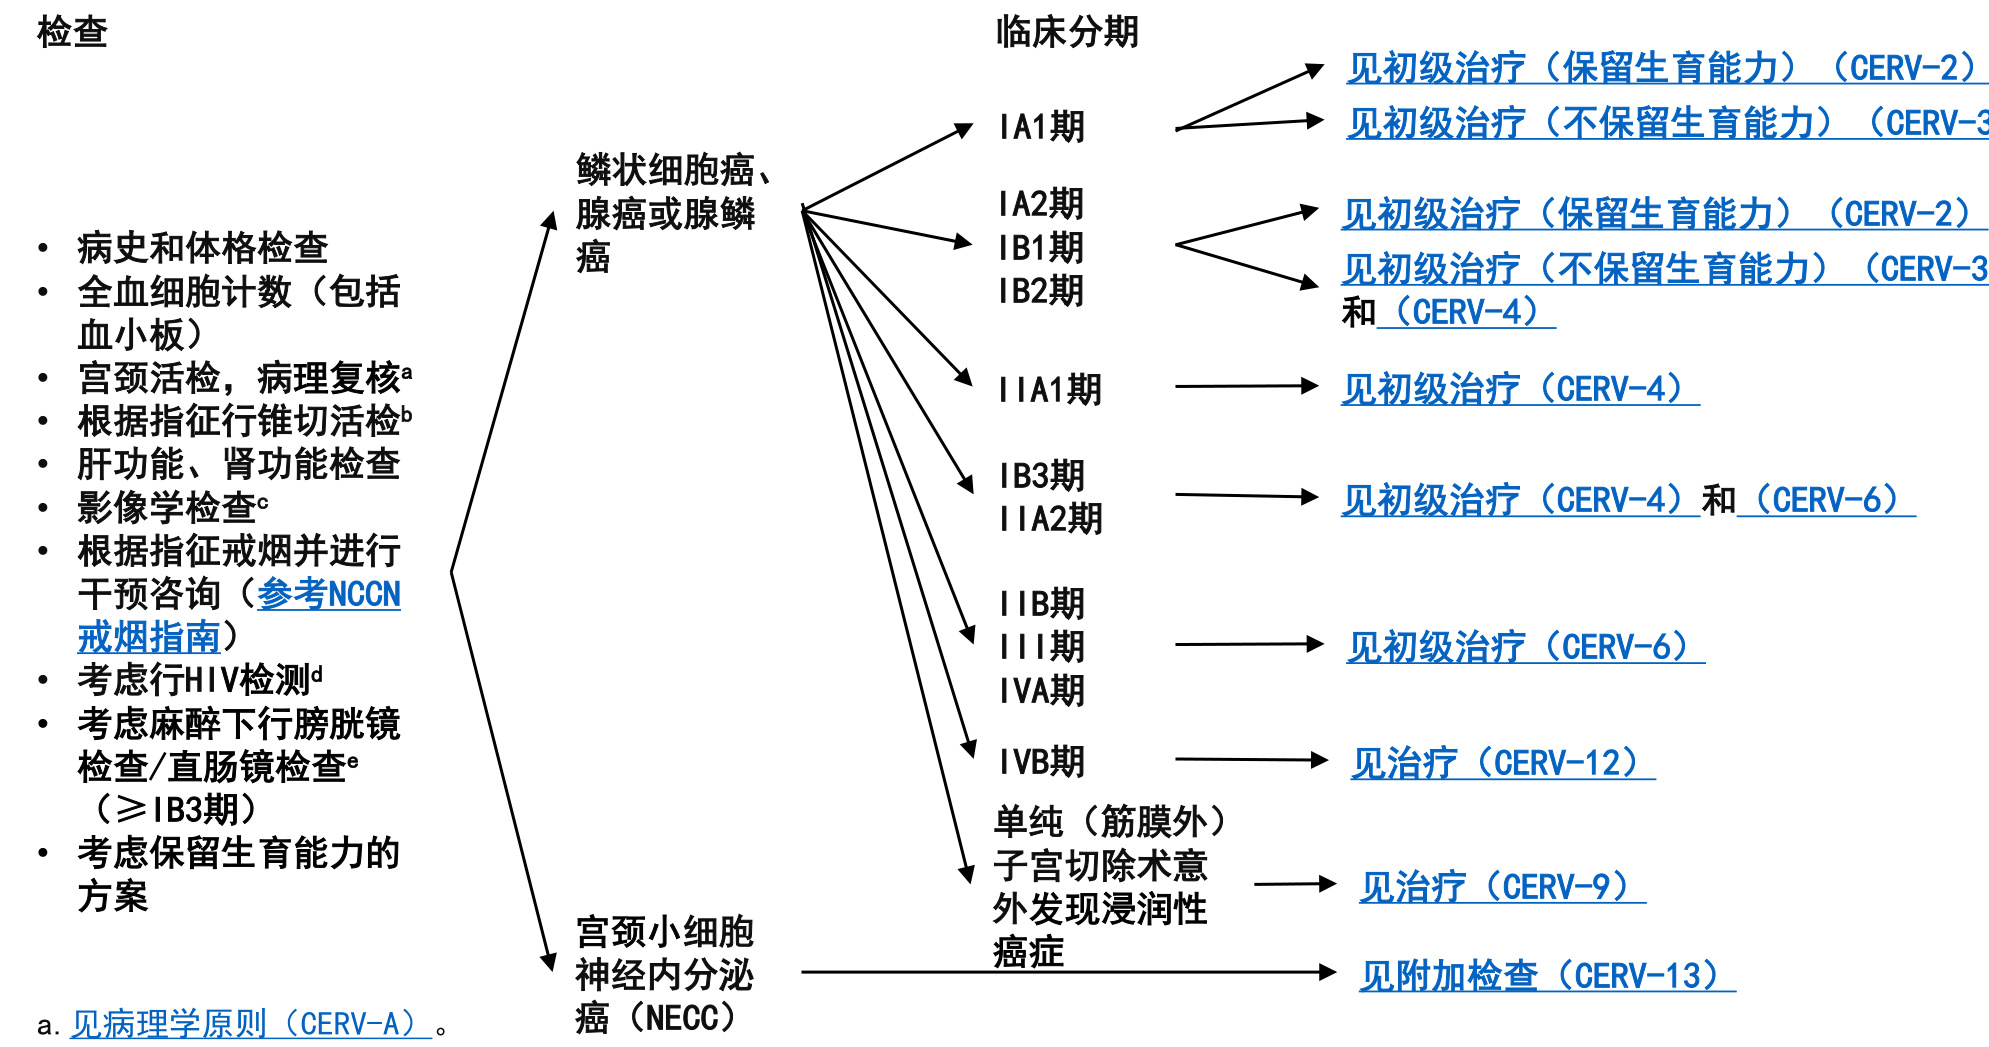 检查
临床分期
• 病史和体格检查
• 全血细胞计数（包括
血小板）
• 宫颈活检，病理复核a
• 根据指征行锥切活检b
• 肝功能、肾功能检查
• 影像学检查c
• 根据指征戒烟并进行
干预咨询（参考NCCN
戒烟指南）
• 考虑行HIV检测d
• 考虑麻醉下行膀胱镜
检查/直肠镜检查e
（≥IB3期）
• 考虑保留生育能力的
方案
鳞状细胞癌、
腺癌或腺鳞
癌
宫颈小细胞
神经内分泌
癌（NECC）
IA1期
见初级治疗（保留生育能力）（CERV-2）
见初级治疗（不保留生育能力）（CERV-3
IA2期
IB1期
IB2期
见初级治疗（保留生育能力）（CERV-2）
见初级治疗（不保留生育能力）（CERV-3
和（CERV-4）
IIA1期
见初级治疗（CERV-4）
IB3期
IIA2期
见初级治疗（CERV-4）和（CERV-6）
IIB期
III期
IVA期
见初级治疗（CERV-6）
IVB期
见治疗（CERV-12）
单纯（筋膜外）
子宫切除术意
外发现浸润性
癌症
见治疗（CERV-9）
见附加检查（CERV-13）
a. 见病理学原则（CERV-A）。